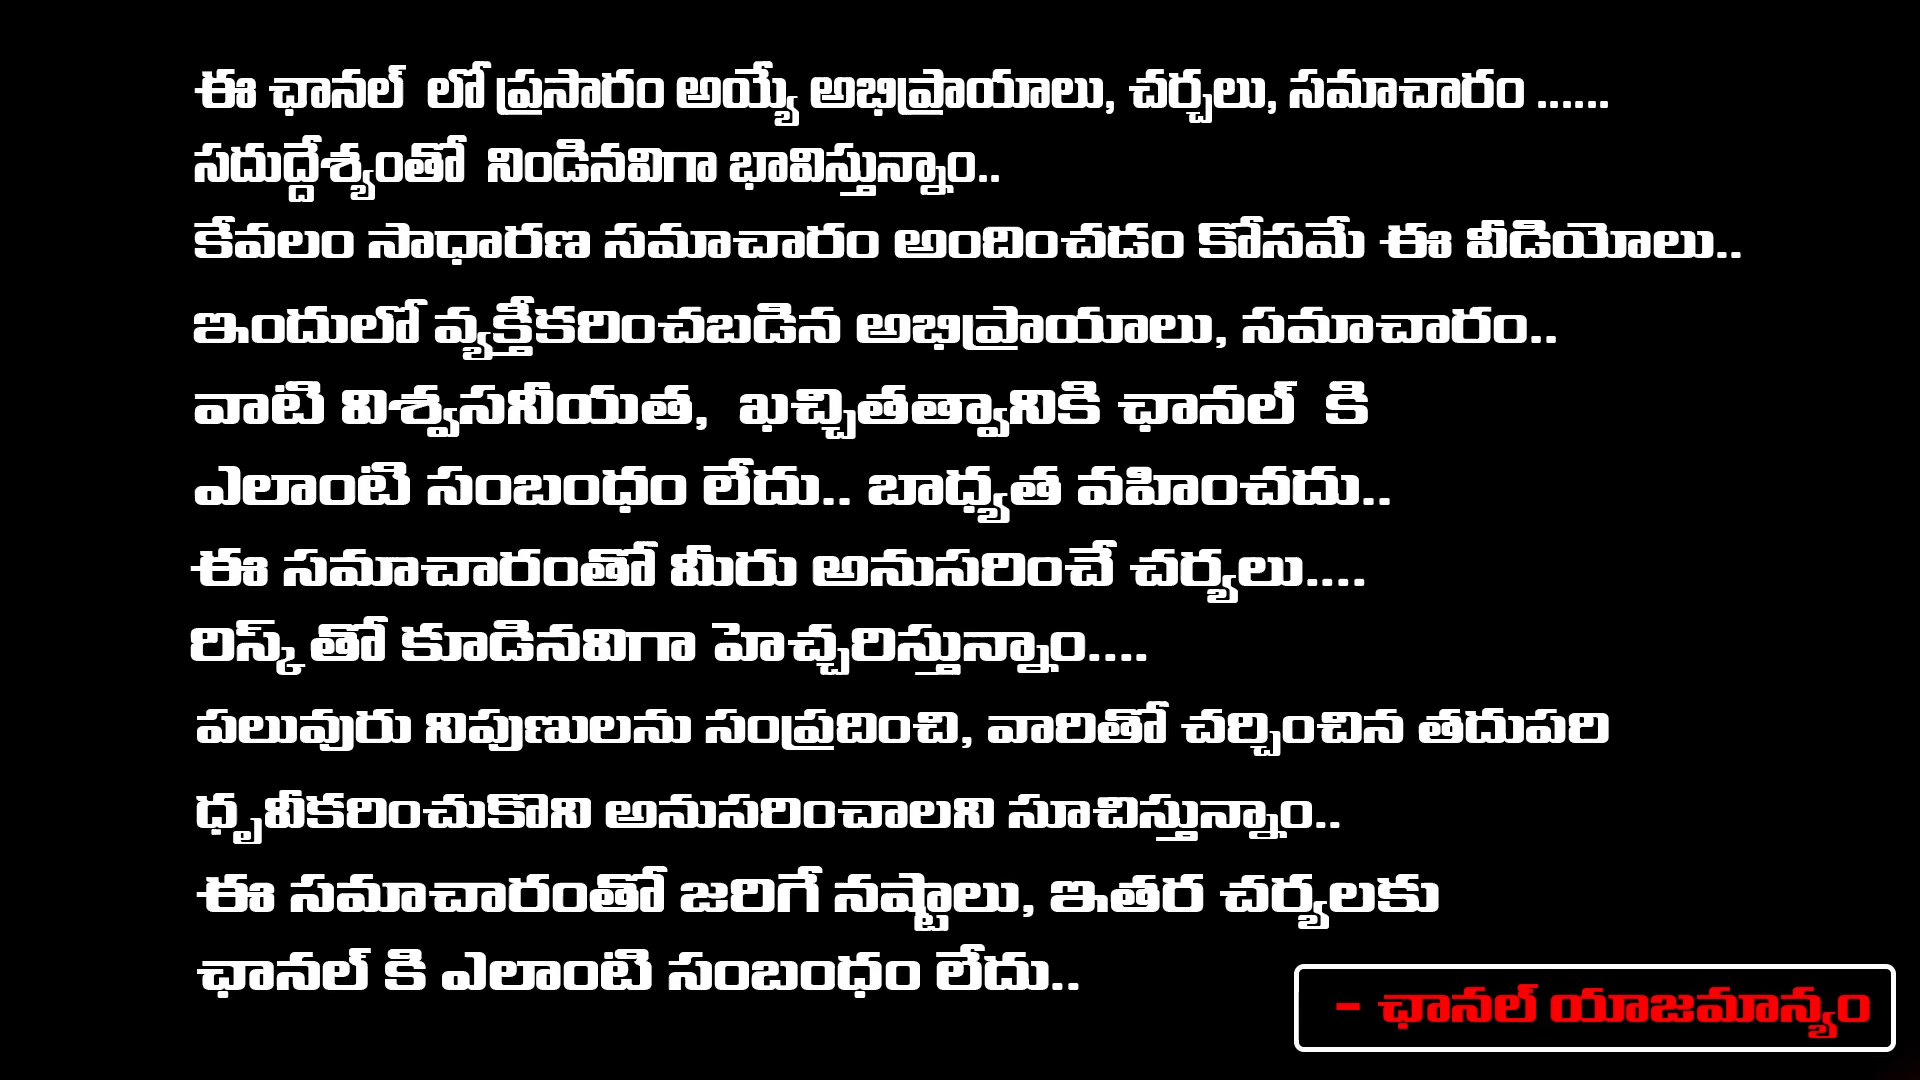 ఈ ఛానల్ లో ప్రసారం అయ్యే అభిప్రాయాలు, చర్చలు, సమాచారం ......
సదుద్దేశ్యంతో నిండినవిగా భావిస్తున్నాం..
కేవలం సాధారణ సమాచారం అందించడం కోసమే ఈ వీడియోలు..
ఇందులో వ్యక్తీకరించబడిన అభిప్రాయాలు, సమాచారం..
వాటి విశ్వసనీయత, ఖచ్చితత్వానికి ఛానల్ కి
ఎలాంటి సంబంధం లేదు.. బాధ్యత వహించదు..
ఈ సమాచారంతో మీరు అనుసరించే చర్యలు....
రిస్క్ తో కూడినవిగా హెచ్చరిస్తున్నాం....
పలువురు నిపుణులను సంప్రదించి, వారితో చర్చించిన తదుపరి
ధృవీకరించుకొని అనుసరించాలని సూచిస్తున్నాం..
ఈ సమాచారంతో జరిగే నష్టాలు, ఇతర చర్యలకు
ఛానల్ కి ఎలాంటి సంబంధం లేదు..
- ఛానల్ యాజమాన్యం